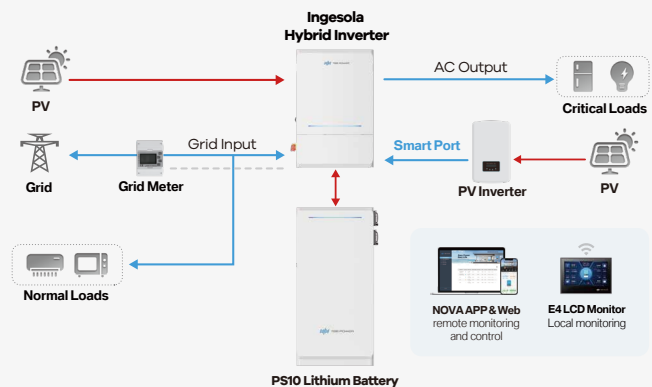 Ingesola
Hybrid Inverter
PV
AC Output
Critical Loads
Grid Input
Grid
Grid Meter
Smart Port
PV Inverter
PV
Normal Loads
NOVA APP & Web
remote monitoring
and control
E4 LCD Monitor
Local monitoring
PS10 Lithium Battery